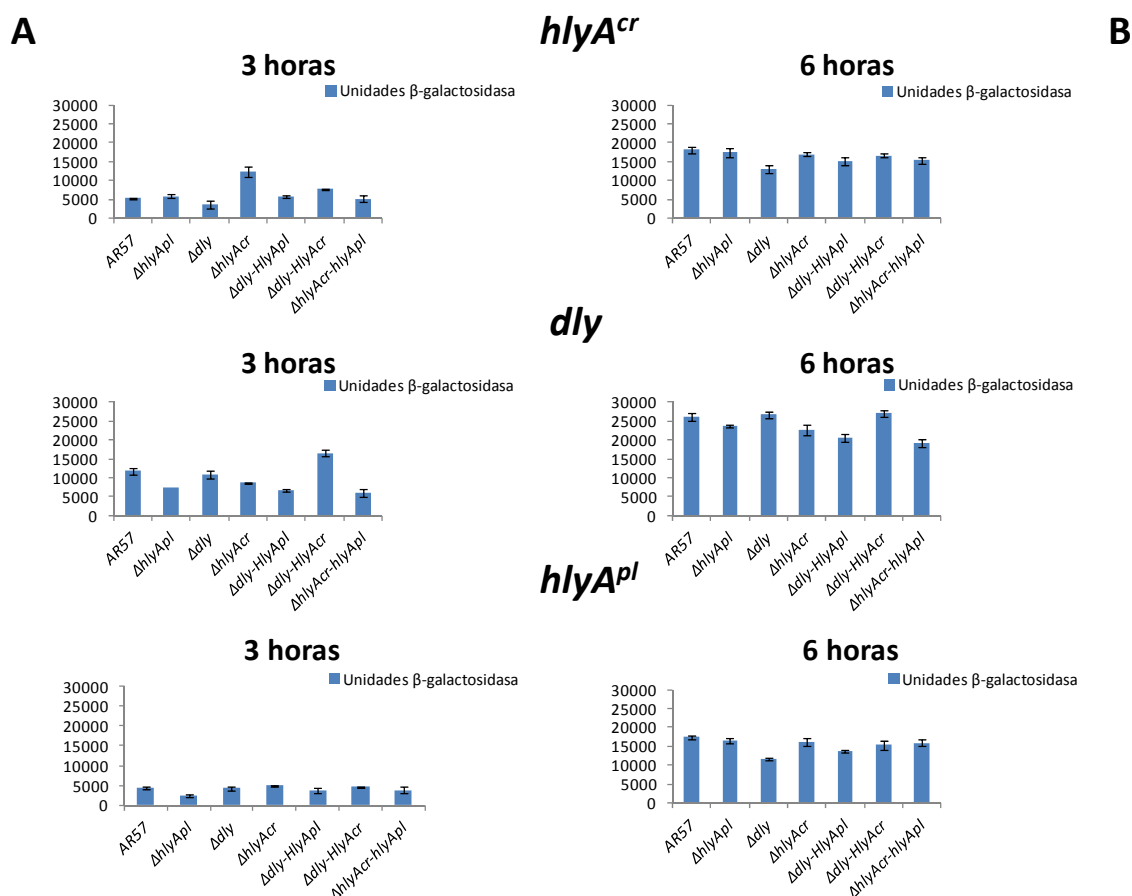 A
hlyA^cr
B
3 horas
Unidades β-galactosidasa
30000
25000
20000
15000
10000
5000
0
AR57
ΔhlyApl
Δdly
ΔhlyAcr
Δdly-HlyApl
Δdly-HlyAcr
ΔhlyAcr-hlyApl
6 horas
Unidades β-galactosidasa
30000
25000
20000
15000
10000
5000
0
AR57
ΔhlyApl
Δdly
ΔhlyAcr
Δdly-HlyApl
Δdly-HlyAcr
ΔhlyAcr-hlyApl
dly
3 horas
Unidades β-galactosidasa
30000
25000
20000
15000
10000
5000
0
AR57
ΔhlyApl
Δdly
ΔhlyAcr
Δdly-HlyApl
Δdly-HlyAcr
ΔhlyAcr-hlyApl
6 horas
Unidades β-galactosidasa
30000
25000
20000
15000
10000
5000
0
AR57
ΔhlyApl
Δdly
ΔhlyAcr
Δdly-HlyApl
Δdly-HlyAcr
ΔhlyAcr-hlyApl
hlyA^pl
3 horas
Unidades β-galactosidasa
30000
25000
20000
15000
10000
5000
0
AR57
ΔhlyApl
Δdly
ΔhlyAcr
Δdly-HlyApl
Δdly-HlyAcr
ΔhlyAcr-hlyApl
6 horas
Unidades β-galactosidasa
30000
25000
20000
15000
10000
5000
0
AR57
ΔhlyApl
Δdly
ΔhlyAcr
Δdly-HlyApl
Δdly-HlyAcr
ΔhlyAcr-hlyApl